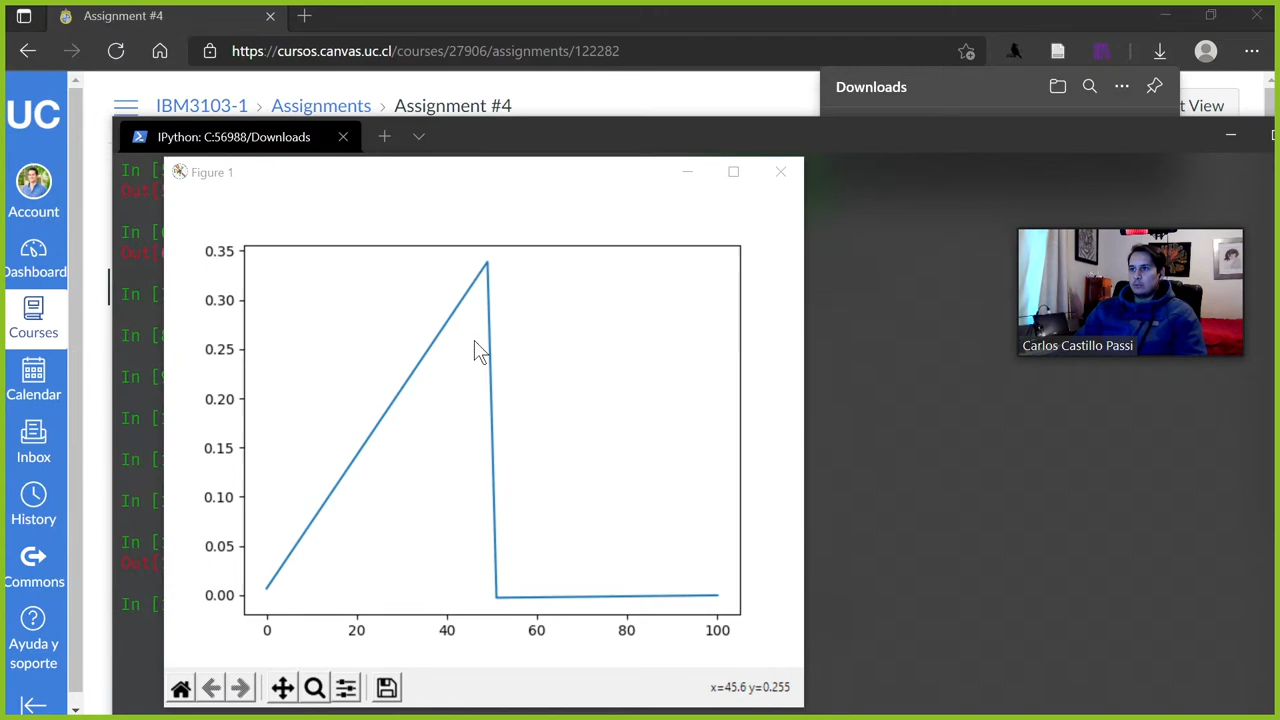 Assignment #4
https://cursos.canvas.uc.cl/courses/27906/assignments/122282
UC
IBM3103-1 > Assignments > Assignment #4
Downloads
t View
IPython: C:56988/Downloads
Figure 1
In [
Out[
In [
Out[
In [
In [
In [
In [
In [
In [
In [
Out[
In [
Account
Dashboard
Courses
Calendar
Inbox
History
Commons
Ayuda y
soporte
0.35
0.30
0.25
0.20
0.15
0.10
0.05
0.00
0 20 40 60 80 100
x=45.6 y=0.255
Carlos Castillo Passi